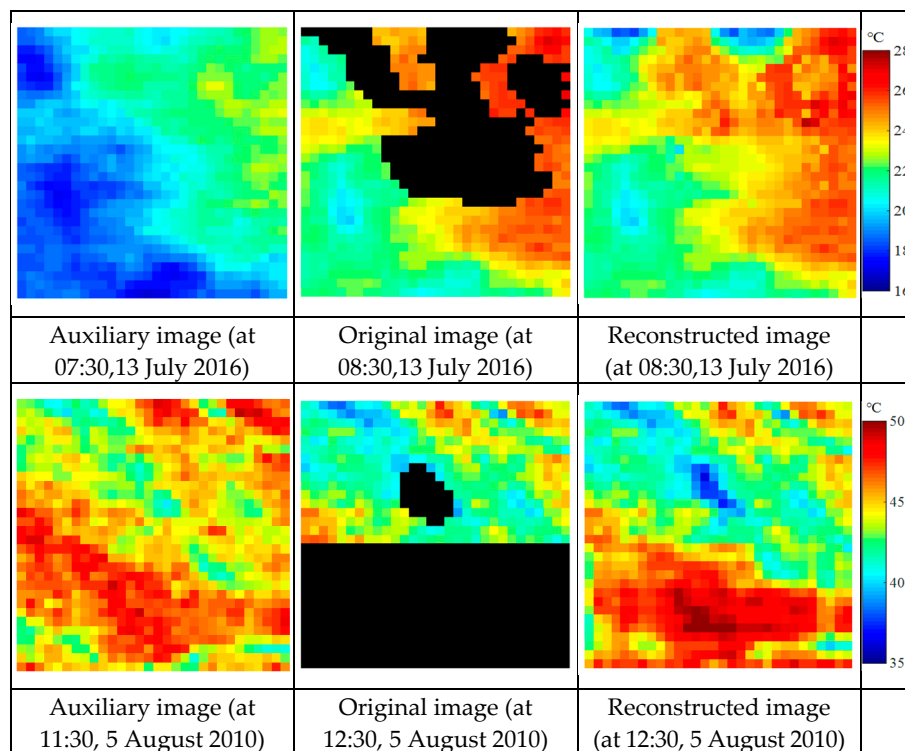 °C
28
26
24
22
20
18
16
Auxiliary image (at
07:30,13 July 2016)
Original image (at
08:30,13 July 2016)
Reconstructed image
(at 08:30,13 July 2016)
°C
50
45
40
35
Auxiliary image (at
11:30, 5 August 2010)
Original image (at
12:30, 5 August 2010)
Reconstructed image
(at 12:30, 5 August 2010)